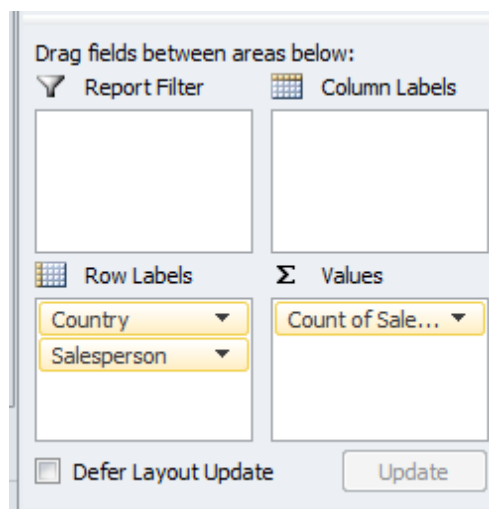 Drag fields between areas below:
Report Filter
Column Labels
Row Labels
Σ Values
Country
Salesperson
Count of Sale...
Defer Layout Update
Update